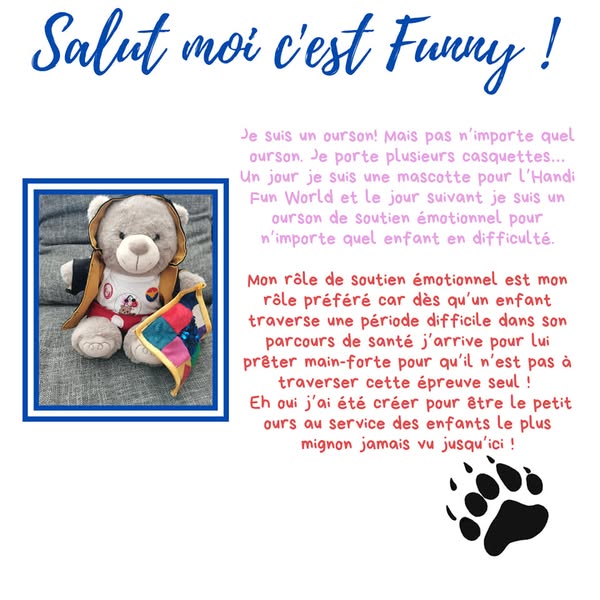 Salut moi c'est Funny !
Je suis un ourson! Mais pas n'importe quel
ourson. Je porte plusieurs casquettes...
Un jour je suis une mascotte pour l'Handi
Fun World et le jour suivant je suis un
ourson de soutien émotionnel pour
n'importe quel enfant en difficulté.
Mon rôle de soutien émotionnel est mon
rôle préféré car dès qu'un enfant
traverse une période difficile dans son
parcours de santé j'arrive pour lui
prêter main-forte pour qu'il n'est pas à
traverser cette épreuve seul !
Eh oui j'ai été créer pour être le petit
ours au service des enfants le plus
mignon jamais vu jusqu'ici !